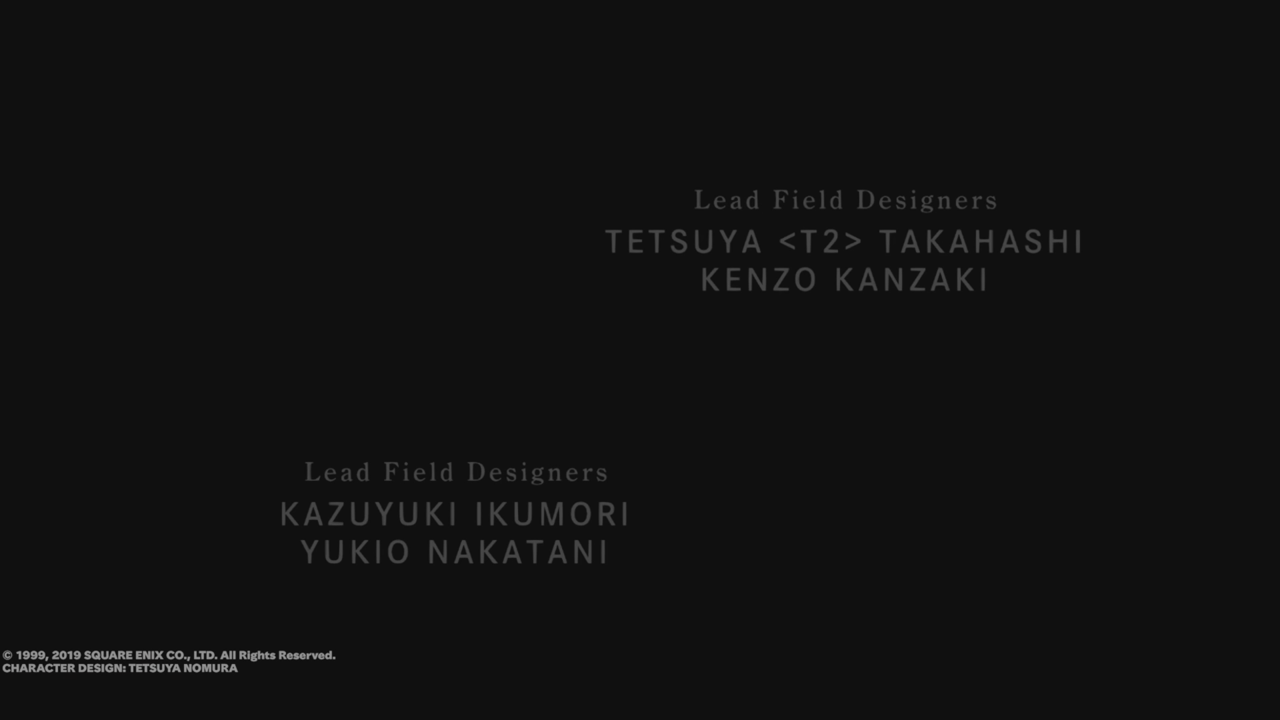 Lead Field Designers
TETSUYA <T2> TAKAHASHI
KENZO KANZAKI
Lead Field Designers
KAZUYUKI IKUMORI
YUKIO NAKATANI
© 1999, 2019 SQUARE ENIX CO., LTD. All Rights Reserved.
CHARACTER DESIGN: TETSUYA NOMURA